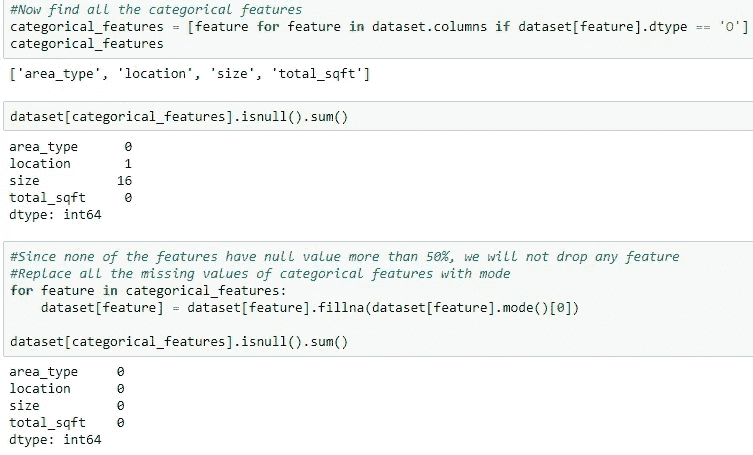 #Now find all the categorical features
categorical_features = [feature for feature in dataset.columns if dataset[feature].dtype == 'O']
categorical_features
['area_type', 'location', 'size', 'total_sqft']
dataset[categorical_features].isnull().sum()
area_type      0
location       1
size          16
total_sqft     0
dtype: int64
#Since none of the features have null value more than 50%, we will not drop any feature
#Replace all the missing values of categorical features with mode
for feature in categorical_features:
    dataset[feature] = dataset[feature].fillna(dataset[feature].mode()[0])
dataset[categorical_features].isnull().sum()
area_type     0
location      0
size          0
total_sqft    0
dtype: int64